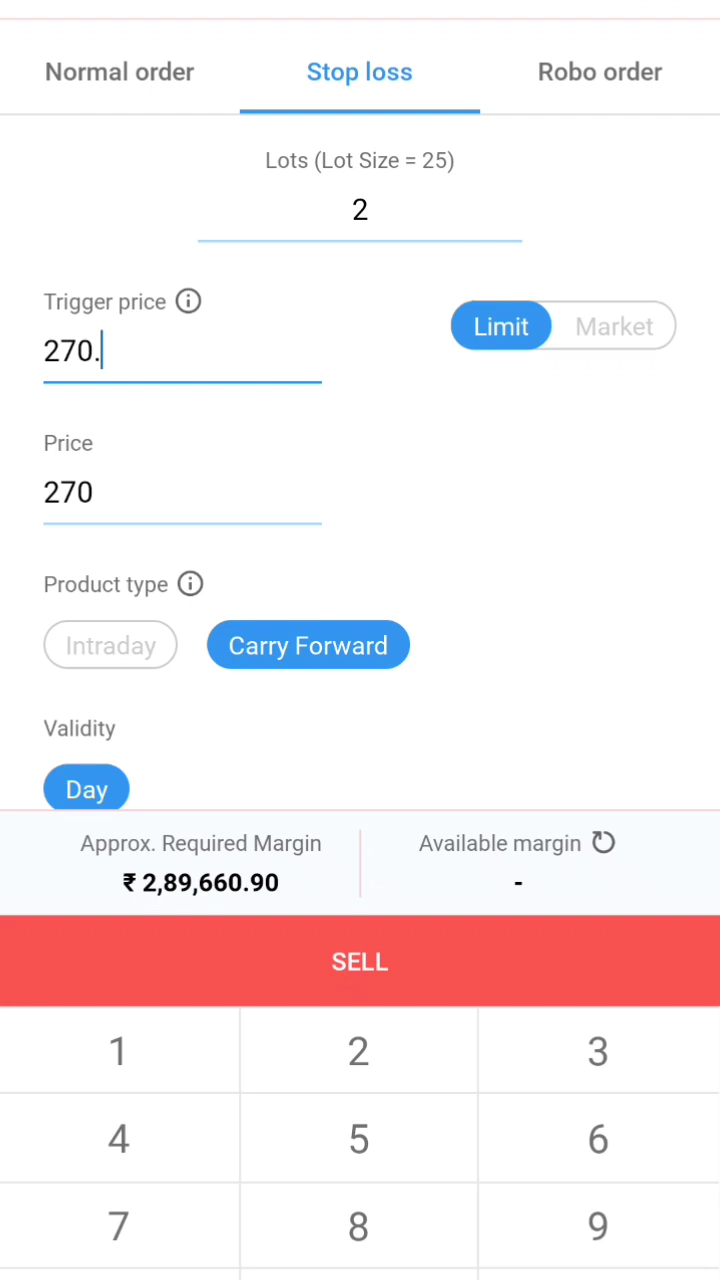 Normal order Stop loss Robo order
Lots (Lot Size = 25)
2
Trigger price
270.
Limit Market
Price
270
Product type
Intraday Carry Forward
Validity
Day
Approx. Required Margin Available margin
₹ 2,89,660.90 -
SELL
1 2 3
4 5 6
7 8 9